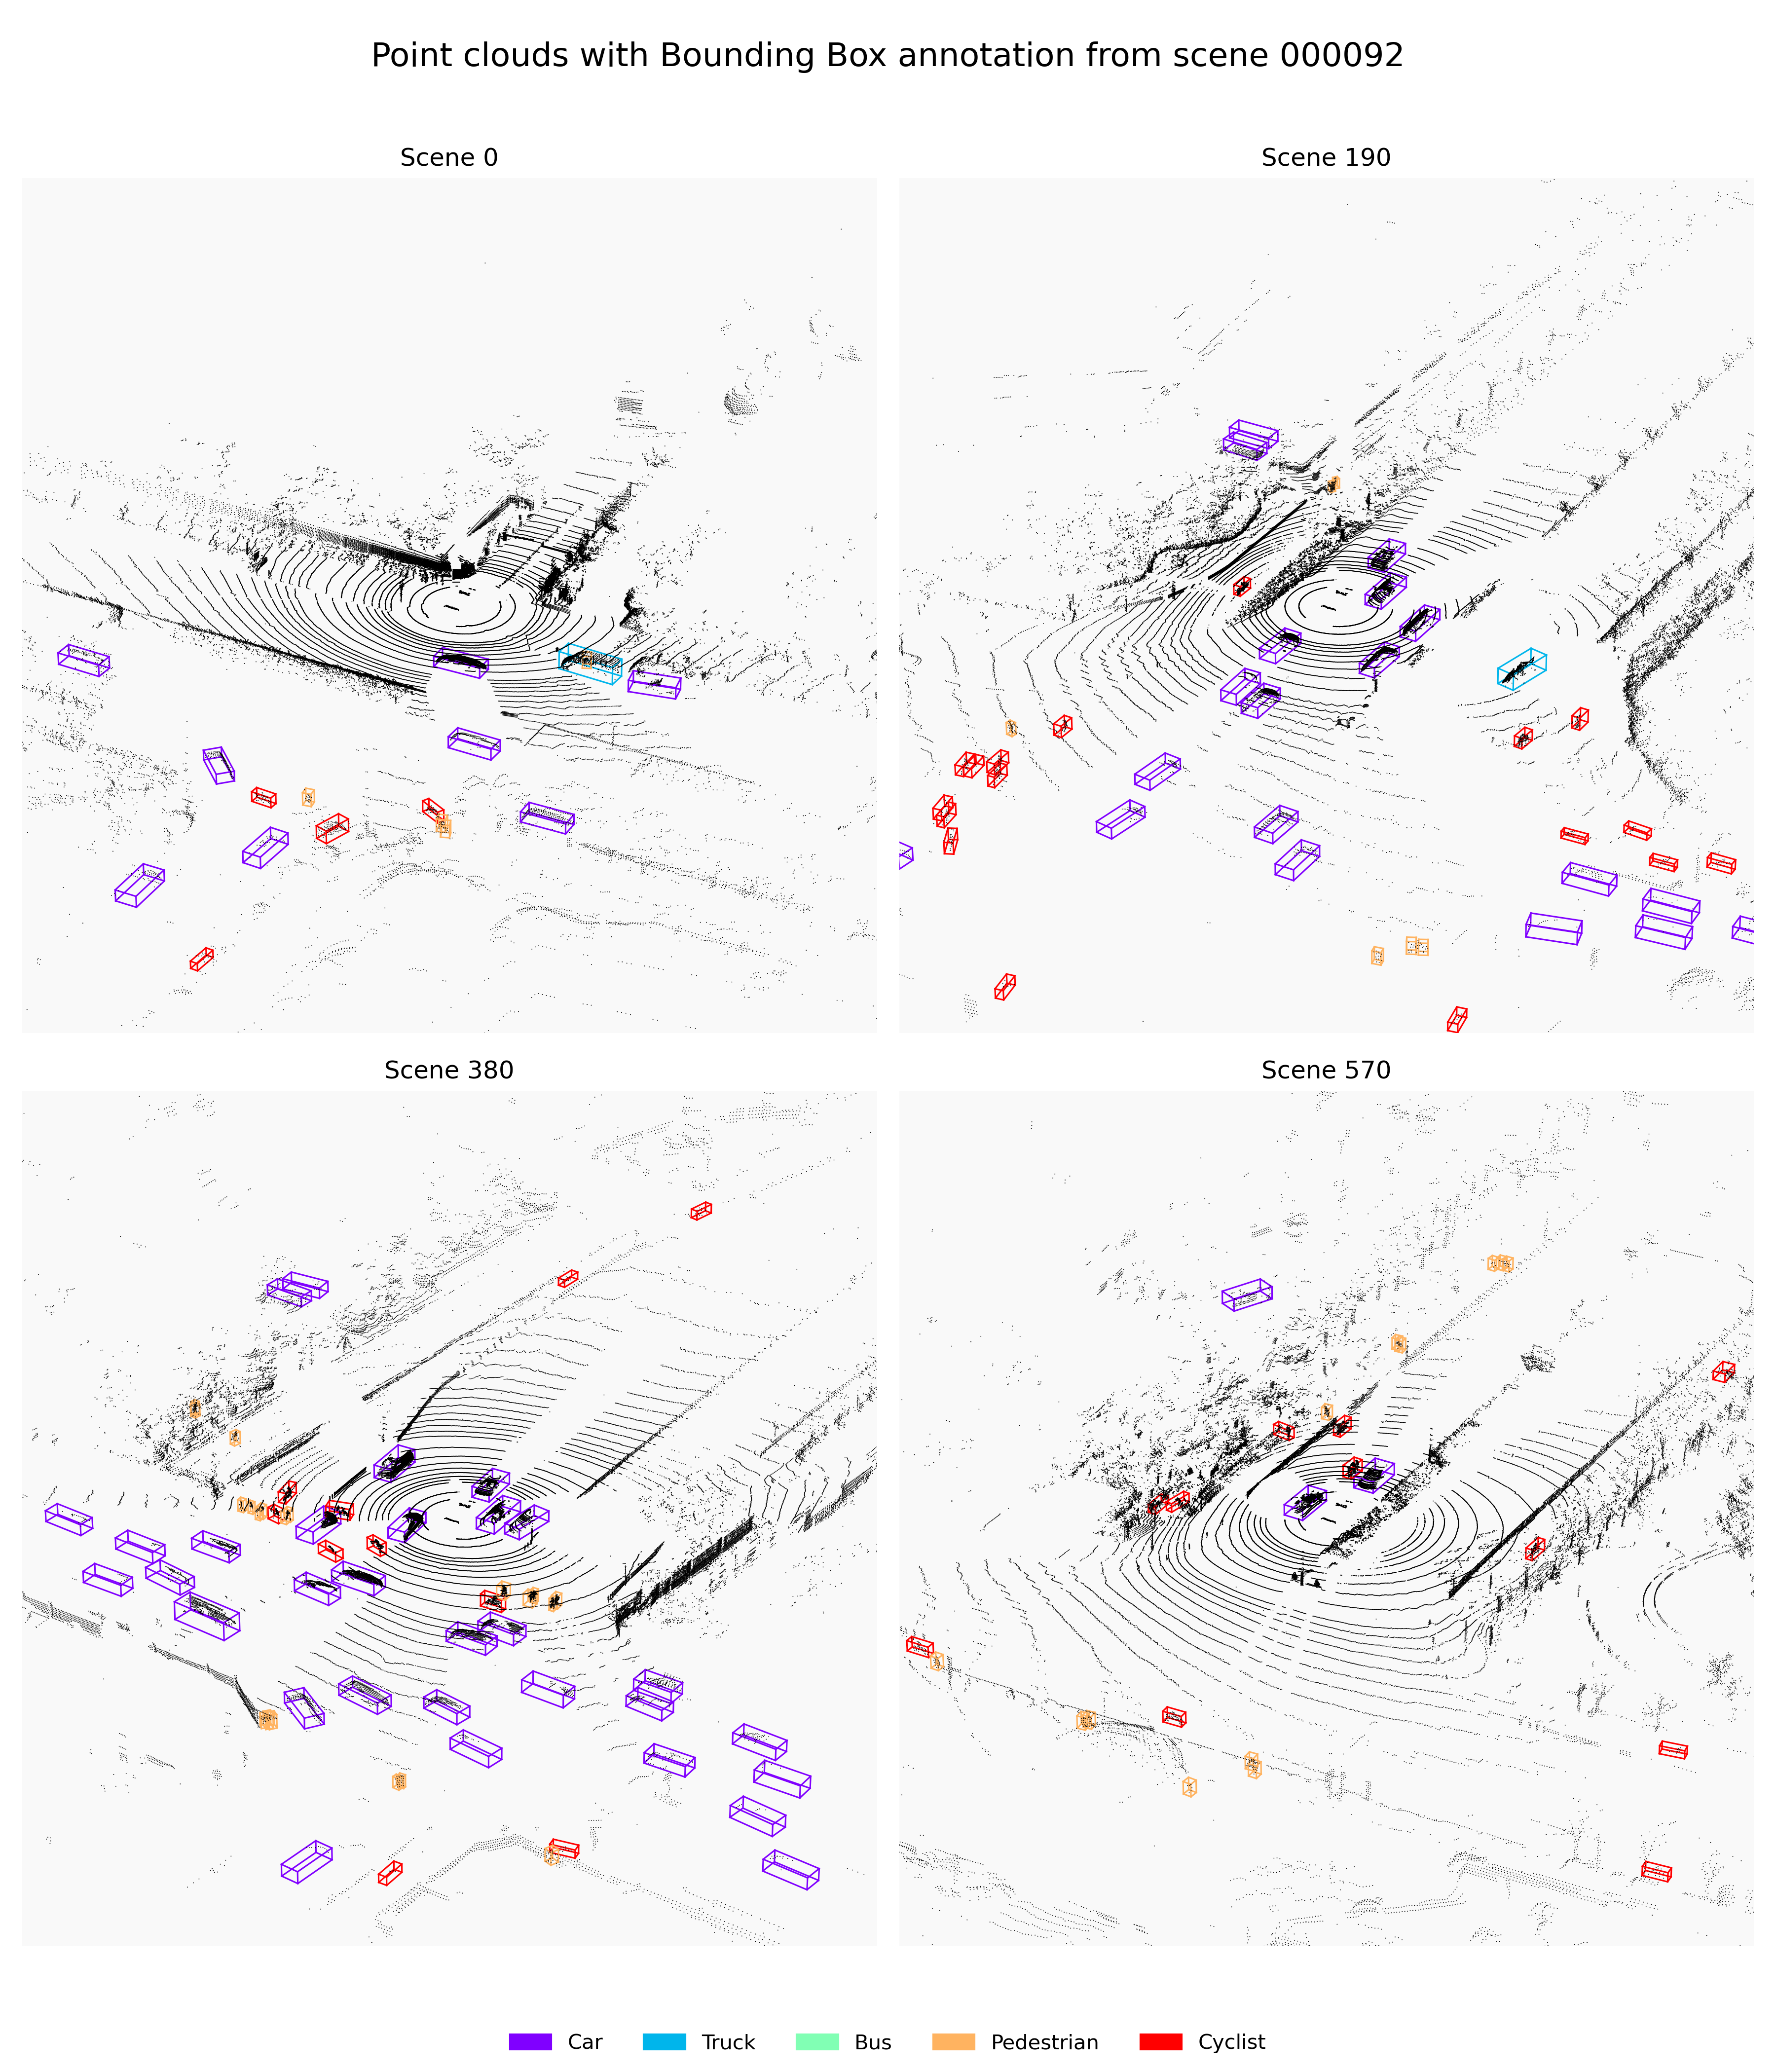 Point clouds with Bounding Box annotation from scene 000092
Scene 0
Scene 190
Scene 380
Scene 570
Car Truck Bus Pedestrian Cyclist